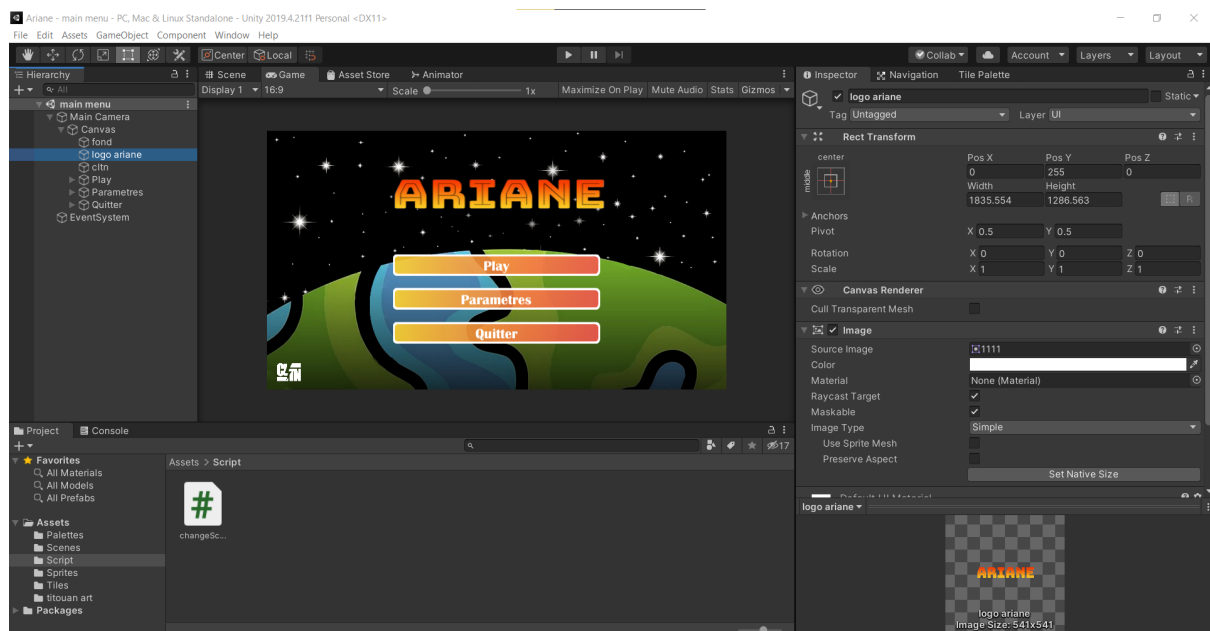 Ariane - main menu - PC, Mac & Linux Standalone - Unity 2019.4.21f1 Personal <DX11>
File Edit Assets GameObject Component Window Help
Center Local Collab Account Layers Layout
Hierarchy
All
main menu
Main Camera
Canvas
fond
logo ariane
cltn
Play
Parametres
Quitter
EventSystem
Scene Game Asset Store Animator
Display 1 16:9 Scale 1x Maximize On Play Mute Audio Stats Gizmos
ARIANE
Play
Parametres
Quitter
Inspector Navigation Tile Palette
logo ariane Static
Tag Untagged Layer UI
Rect Transform
center Pos X Pos Y Pos Z
middle 0 255 0
Width Height
1835.554 1286.563 R
Anchors
Pivot X 0.5 Y 0.5
Rotation X 0 Y 0 Z 0
Scale X 1 Y 1 Z 1
Canvas Renderer
Cull Transparent Mesh
Image
Source Image 1111
Color
Material None (Material)
Raycast Target
Maskable
Image Type Simple
Use Sprite Mesh
Preserve Aspect
Set Native Size
Default UI Material
logo ariane
ARIANE
logo ariane
Image Size: 541x541
Project Console
17
Favorites
All Materials
All Models
All Prefabs
Assets
Palettes
Scenes
Script
Sprites
Tiles
titouan art
Packages
Assets > Script
#
changeSc...